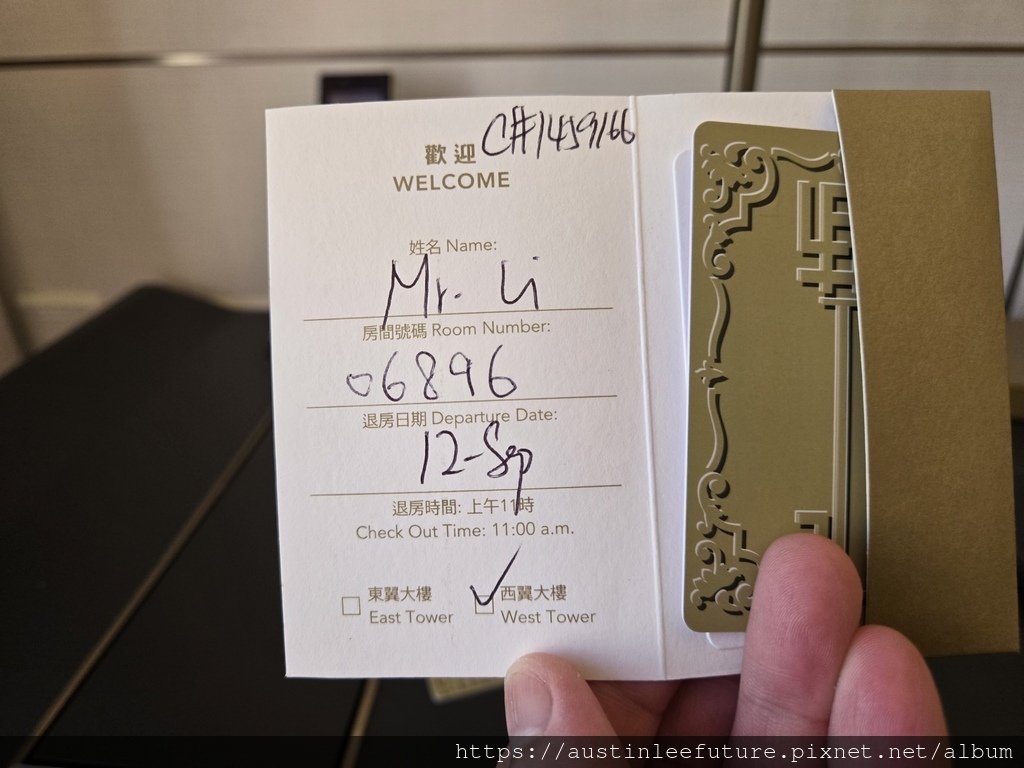 C#1459166
歡迎
WELCOME
姓名 Name:
Mr. Li
房間號碼 Room Number:
06896
退房日期 Departure Date:
12-Sep
退房時間: 上午11時
Check Out Time: 11:00 a.m.
東翼大樓
East Tower
西翼大樓
West Tower
https://austinleefuture.pixnet.net/album